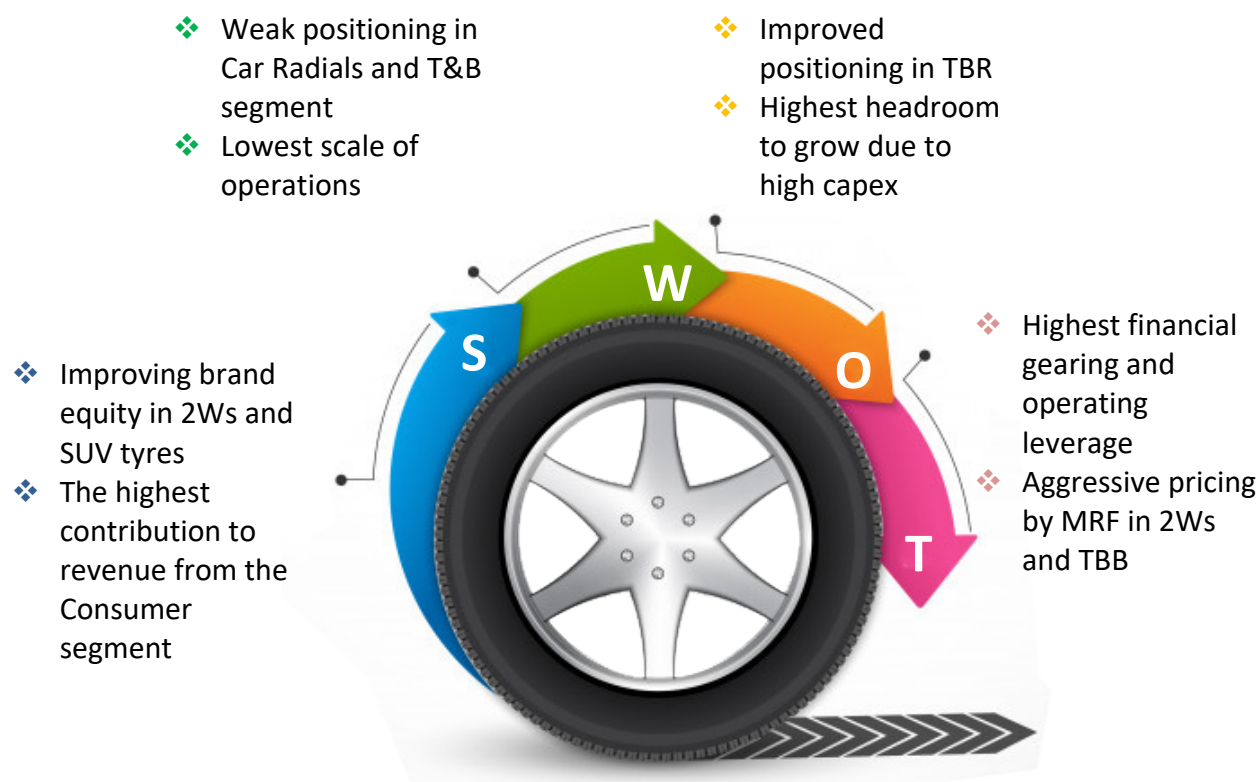 Weak positioning in
Car Radials and T&B
segment
Lowest scale of
operations
Improved
positioning in TBR
Highest headroom
to grow due to
high capex
W
S
O
T
Improving brand
equity in 2Ws and
SUV tyres
The highest
contribution to
revenue from the
Consumer
segment
Highest financial
gearing and
operating
leverage
Aggressive pricing
by MRF in 2Ws
and TBB